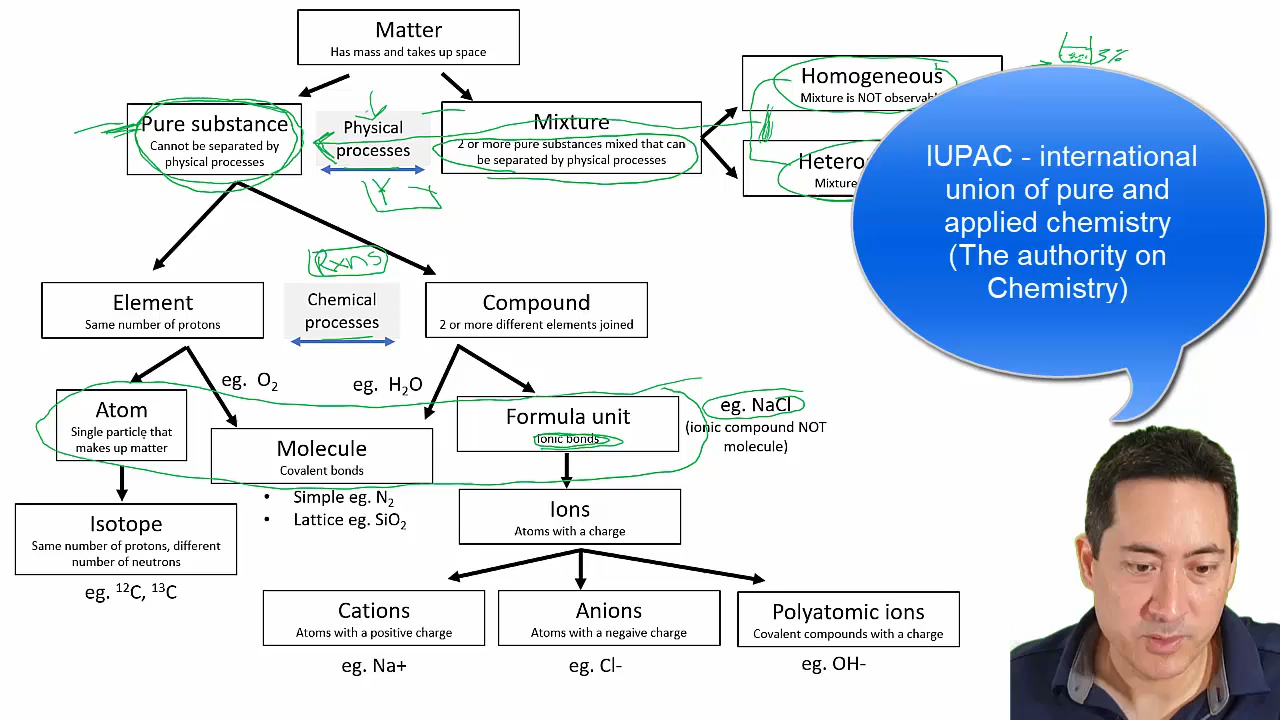 Matter
Has mass and takes up space
3%
Homogeneous
Mixture is NOT observabl
Pure substance
Cannot be separated by
physical processes
Physical
processes
Mixture
2 or more pure substances mixed that can
be separated by physical processes
Hetero
Mixture
IUPAC - international
union of pure and
applied chemistry
(The authority on
Chemistry)
Rxns
Element
Same number of protons
Chemical
processes
Compound
2 or more different elements joined
eg. O₂
eg. H₂O
Atom
Single particle that
makes up matter
Molecule
Covalent bonds
Formula unit
Ionic bonds
eg. NaCl
(ionic compound NOT
molecule)
• Simple eg. N₂
• Lattice eg. SiO₂
Isotope
Same number of protons, different
number of neutrons
eg. ¹²C, ¹³C
Ions
Atoms with a charge
Cations
Atoms with a positive charge
eg. Na+
Anions
Atoms with a negaive charge
eg. Cl-
Polyatomic ions
Covalent compounds with a charge
eg. OH-